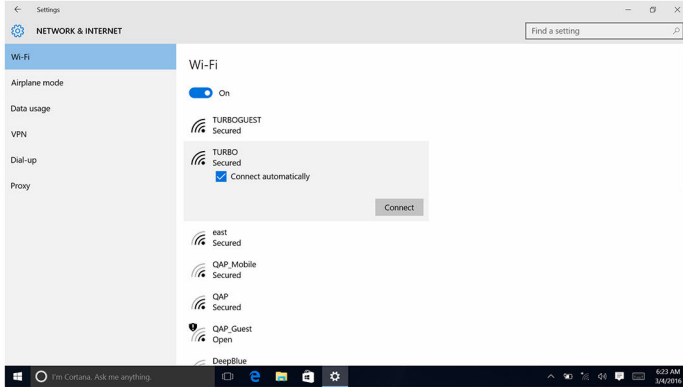 Settings
NETWORK & INTERNET
Find a setting
Wi-Fi
Airplane mode
Data usage
VPN
Dial-up
Proxy
Wi-Fi
On
TURBOGUEST
Secured
TURBO
Secured
Connect automatically
Connect
east
Secured
QAP_Mobile
Secured
QAP
Secured
QAP_Guest
Open
DeepBlue
I'm Cortana. Ask me anything.
6:23 AM
3/4/2016